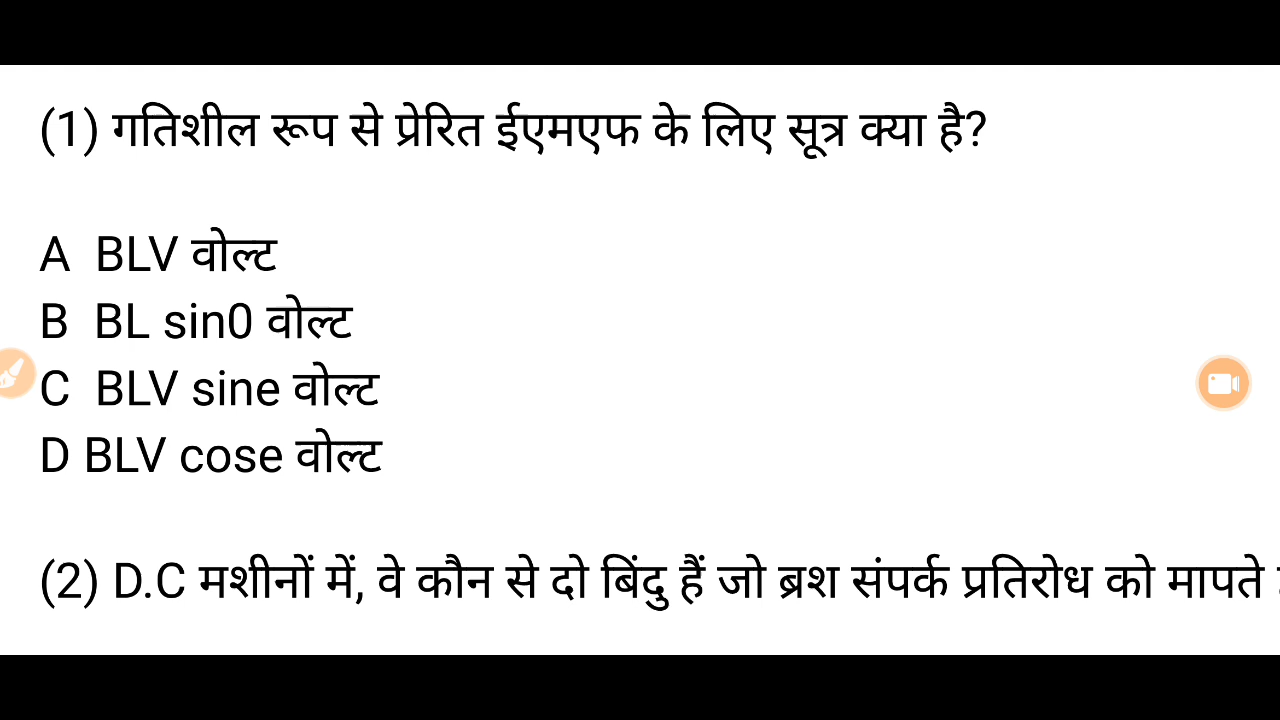 (1) गतिशील रूप से प्रेरित ईएमएफ के लिए सूत्र क्या है?
A BLV वोल्ट
B BL sin0 वोल्ट
C BLV sine वोल्ट
D BLV cose वोल्ट
(2) D.C मशीनों में, वे कौन से दो बिंदु हैं जो ब्रश संपर्क प्रतिरोध को मापते